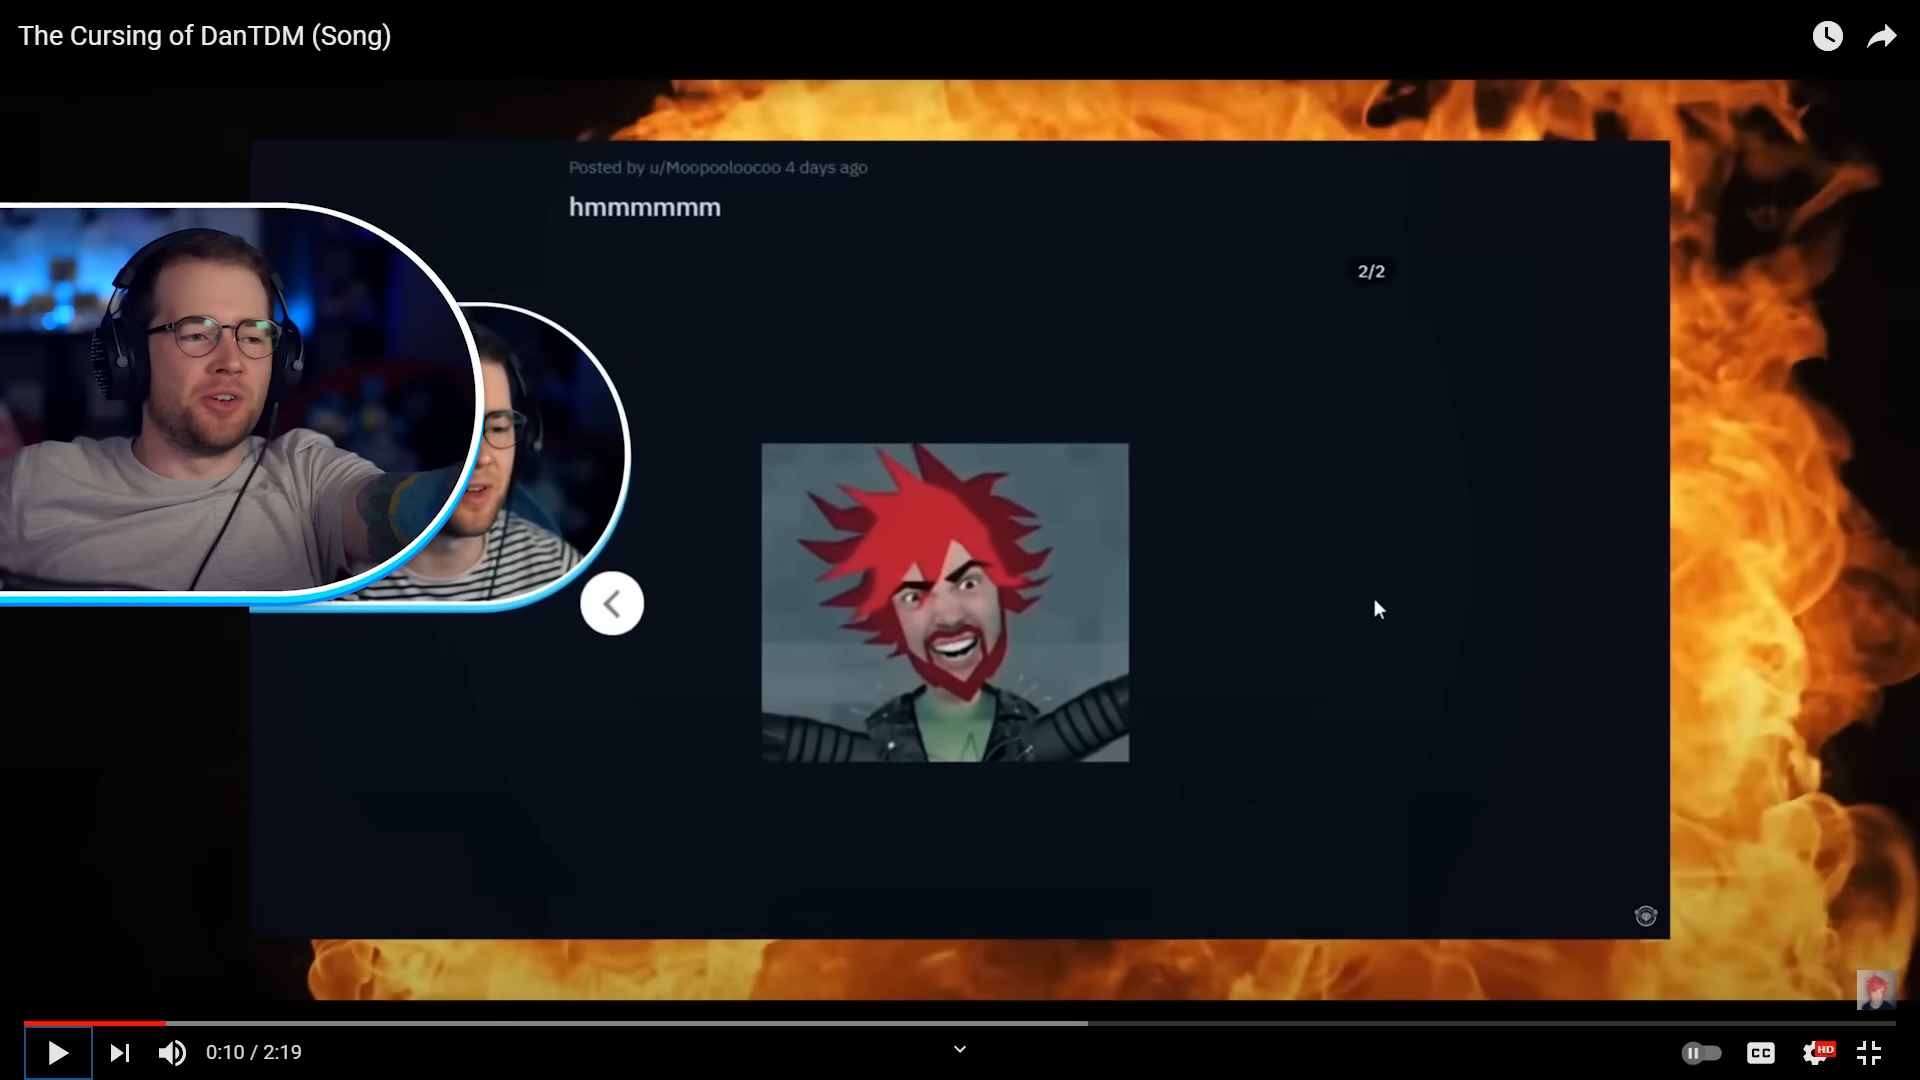 The Cursing of DanTDM (Song)
Posted by u/Moopooloocoo 4 days ago
hmmmmmm
2/2
0:10 / 2:19
CC
HD